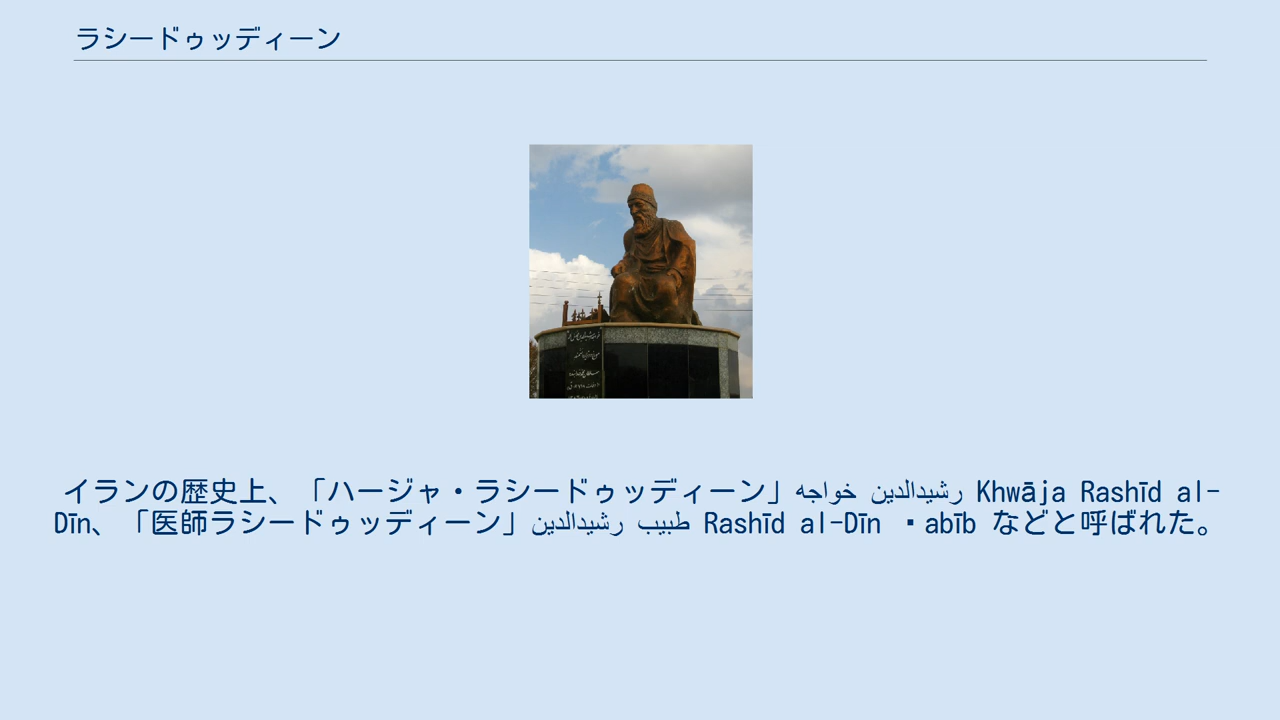 ラシードゥッディーン
イランの歴史上、「ハージャ・ラシードゥッディーン」خواجه رشیدالدین Khwāja Rashīd al-
Dīn、「医師ラシードゥッディーン」رشیدالدین طبیب Rashīd al-Dīn ▪abīb などと呼ばれた。